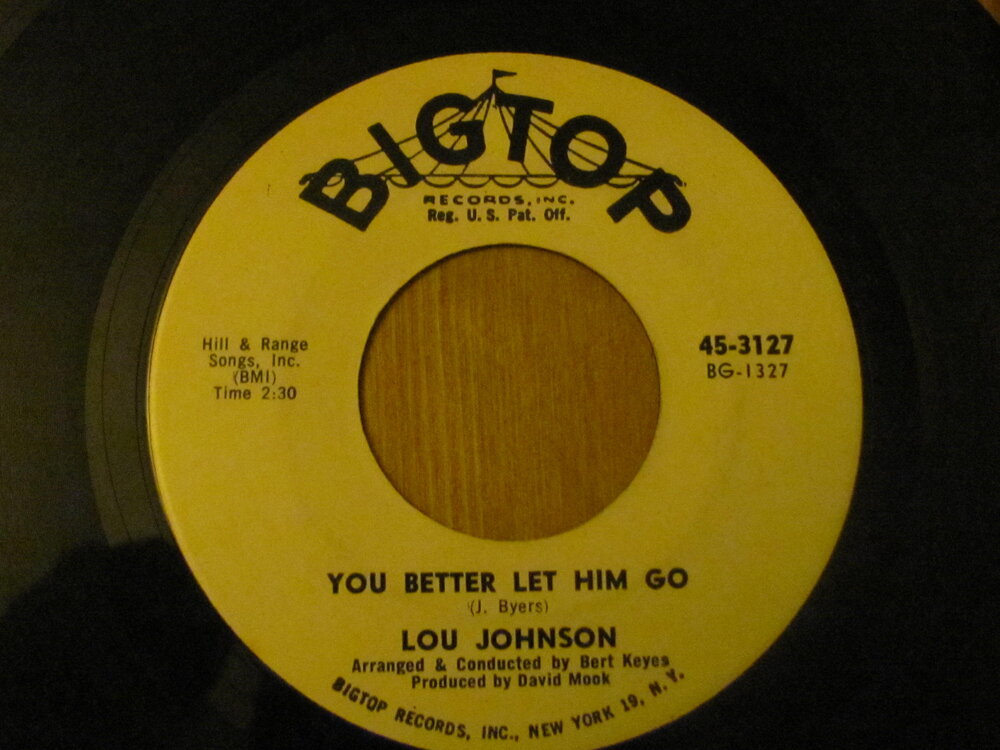 BIGTOP
RECORDS, INC.
Reg. U. S. Pat. Off.
Hill & Range
Songs, Inc.
(BMI)
Time 2:30
45-3127
BG-1327
YOU BETTER LET HIM GO
(J. Byers)
LOU JOHNSON
Arranged & Conducted by Bert Keyes
Produced by David Mook
BIGTOP RECORDS, INC., NEW YORK 19, N. Y.